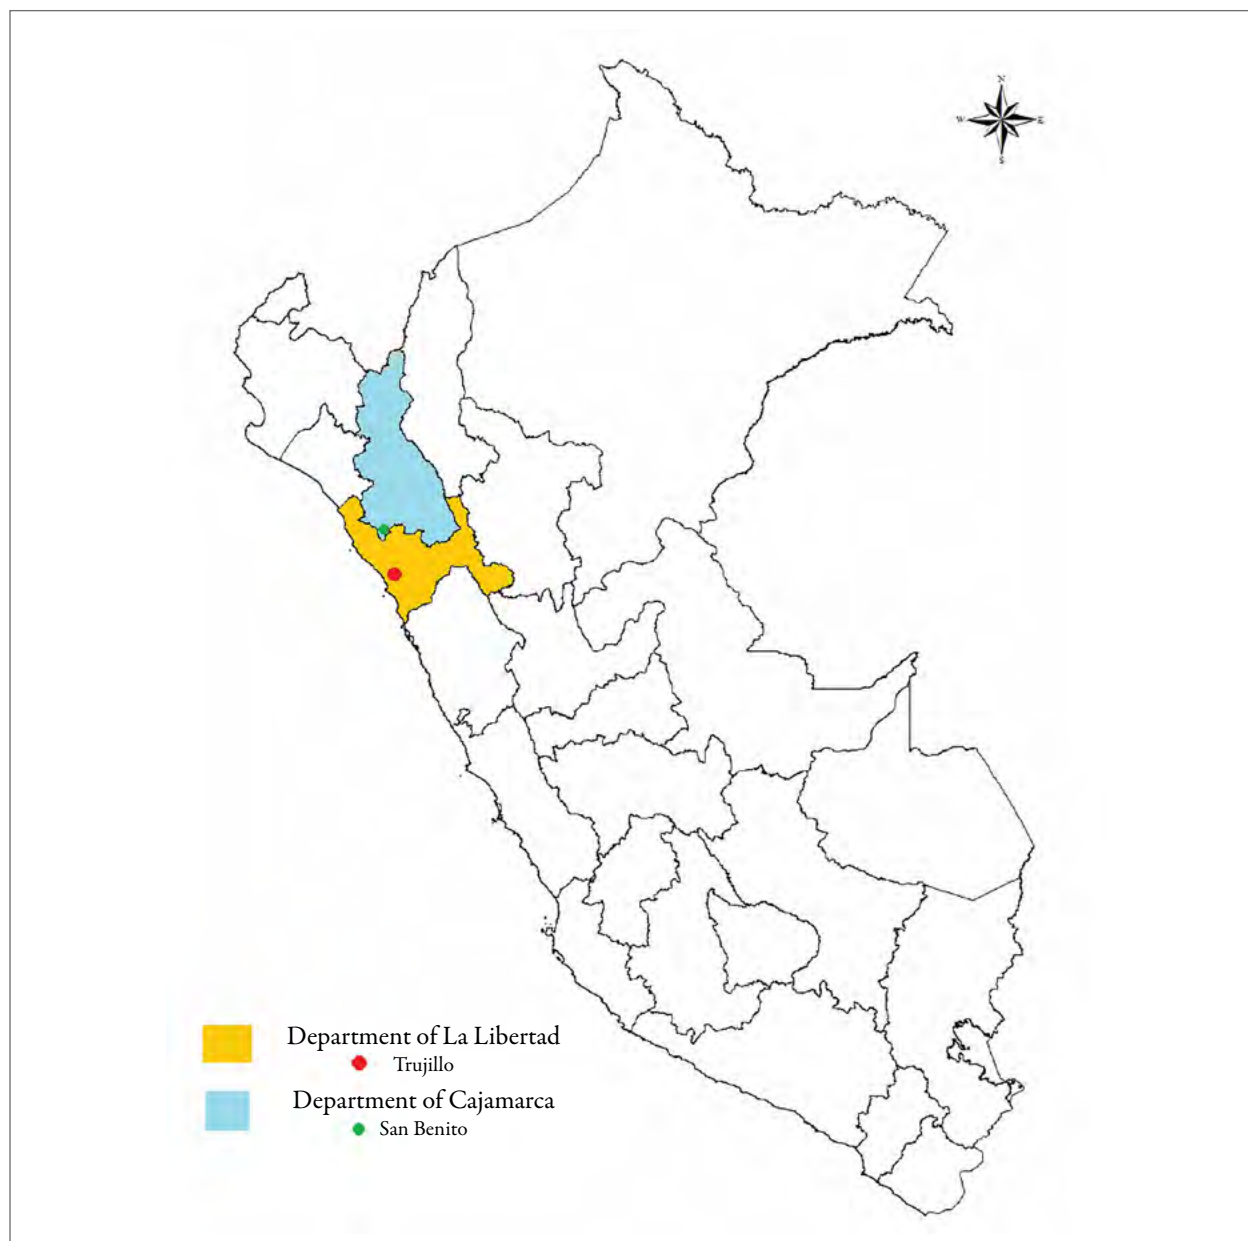 N
W
E
S
Department of La Libertad
Trujillo
Department of Cajamarca
San Benito